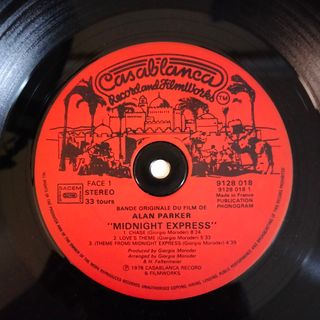 Casablanca
Record and FilmWorks
TM
FACE 1
STEREO
33 tours
SACEM
9128 018
9128 018 1
Made in France
PUBLICATION
PHONOGRAM
BANDE ORIGINALE DU FILM DE
ALAN PARKER
"MIDNIGHT EXPRESS"
1. CHASE (Giorgio Moroder) 8.24
2. LOVE'S THEME (Giorgio Moroder) 5:33
3. (THEME FROM MIDNIGHT EXPRESS (Giorgio Moroder) 4:39
Produced by Giorgio Moroder
Arranged by Giorgio Moroder
& H. Faltermeier
℗ 1978 CASABLANCA RECORD
& FILMWORKS